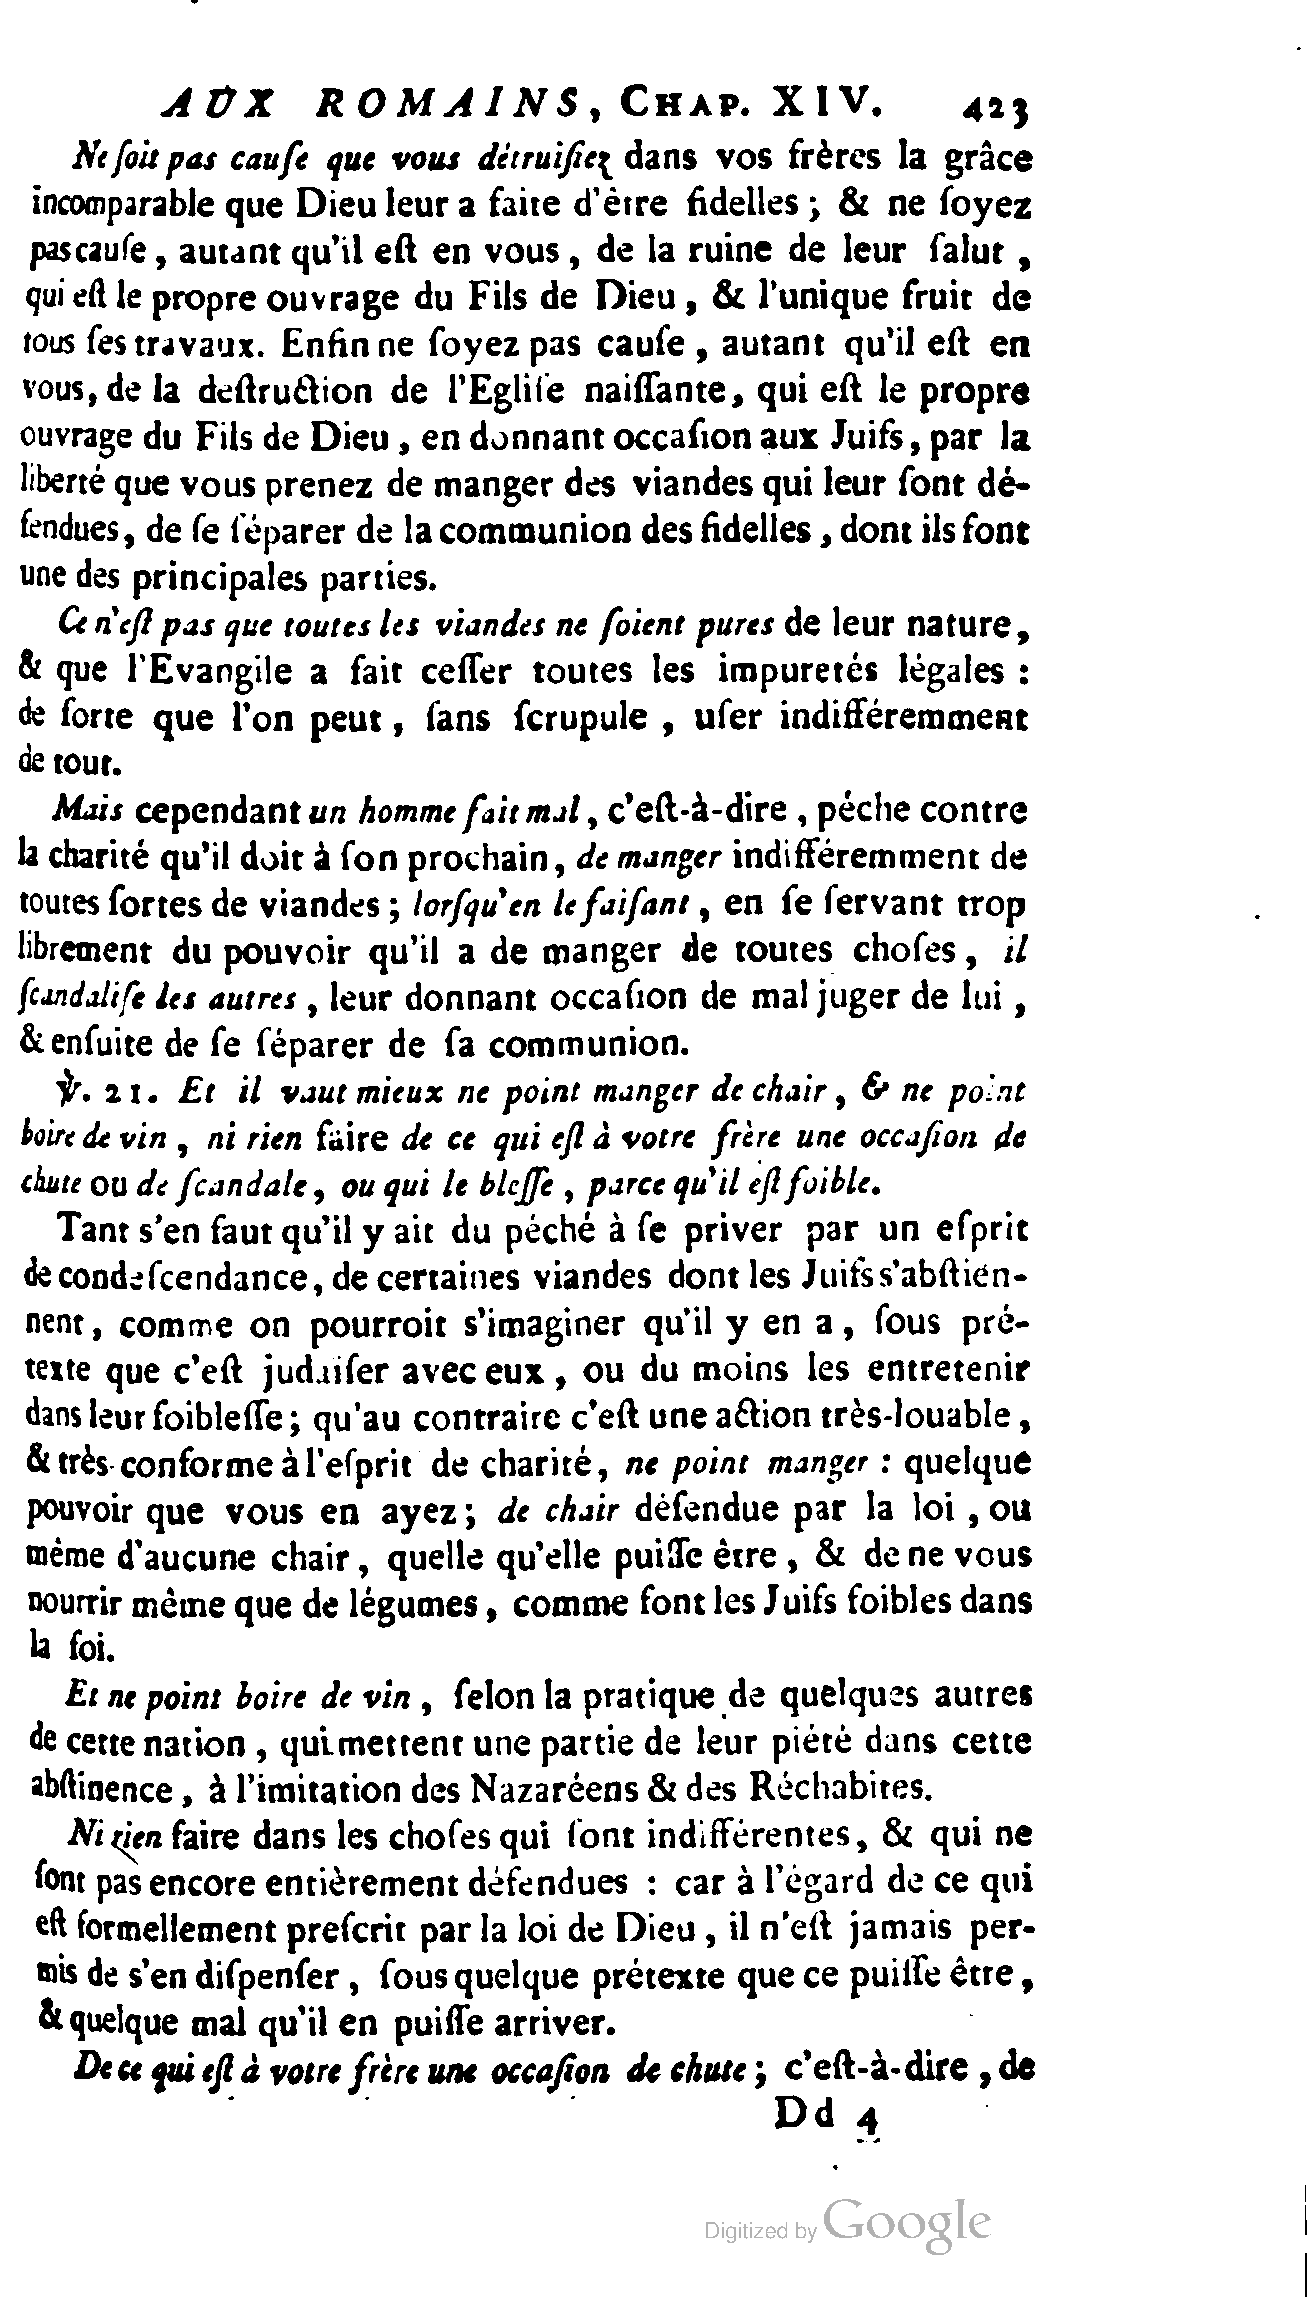 AUX ROMAINS, CHAP. XIV. 423
Ne ſoit pas cauſe que vous détruiſiez dans vos frères la grâce
incomparable que Dieu leur a faite d'être fidelles ; & ne ſoyez
pas cauſe, autant qu'il eſt en vous, de la ruine de leur ſalut,
qui eſt le propre ouvrage du Fils de Dieu, & l'unique fruit de
tous ſes travaux. Enfin ne ſoyez pas cauſe, autant qu'il eſt en
vous, de la deſtruction de l'Egliſe naiſſante, qui eſt le propre
ouvrage du Fils de Dieu, en donnant occaſion aux Juifs, par la
liberté que vous prenez de manger des viandes qui leur ſont dé-
fendues, de ſe ſéparer de la communion des fidelles, dont ils font
une des principales parties.
Ce n'eſt pas que toutes les viandes ne ſoient pures de leur nature,
& que l'Evangile a fait ceſſer toutes les impuretés légales :
de ſorte que l'on peut, ſans ſcrupule, uſer indifféremment
de tout.
Mais cependant un homme fait mal, c'eſt-à-dire, péche contre
la charité qu'il doit à ſon prochain, de manger indifféremment de
toutes ſortes de viandes ; lorſqu'en le faiſant, en ſe ſervant trop
librement du pouvoir qu'il a de manger de toutes choſes, il
ſcandaliſe les autres, leur donnant occaſion de mal juger de lui,
& enſuite de ſe ſéparer de ſa communion.
℣. 21. Et il vaut mieux ne point manger de chair, & ne point
boire de vin, ni rien faire de ce qui eſt à votre frère une occaſion de
chute ou de ſcandale, ou qui le bleſſe, parce qu'il eſt foible.
Tant s'en faut qu'il y ait du péché à ſe priver par un eſprit
de condeſcendance, de certaines viandes dont les Juifs s'abſtien-
nent, comme on pourroit s'imaginer qu'il y en a, ſous pré-
texte que c'eſt judaïſer avec eux, ou du moins les entretenir
dans leur foibleſſe ; qu'au contraire c'eſt une action très-louable,
& très-conforme à l'eſprit de charité, ne point manger : quelque
pouvoir que vous en ayez ; de chair défendue par la loi, ou
même d'aucune chair, quelle qu'elle puiſſe être, & de ne vous
nourrir même que de légumes, comme font les Juifs foibles dans
la foi.
Et ne point boire de vin, ſelon la pratique de quelques autres
de cette nation, qui mettent une partie de leur piété dans cette
abſtinence, à l'imitation des Nazaréens & des Réchabites.
Ni rien faire dans les choſes qui ſont indifférentes, & qui ne
ſont pas encore entièrement défendues : car à l'égard de ce qui
eſt formellement preſcrit par la loi de Dieu, il n'eſt jamais per-
mis de s'en diſpenſer, ſous quelque prétexte que ce puiſſe être,
& quelque mal qu'il en puiſſe arriver.
De ce qui eſt à votre frère une occaſion de chute ; c'eſt-à-dire, de
Dd 4
Digitized by Google